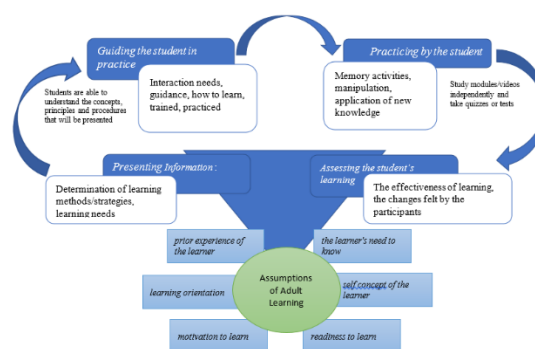 Guiding the student in
practice
Interaction needs,
guidance, how to learn,
trained, practiced
Practicing by the student
Memory activities,
manipulation,
application of new
knowledge
Students are able to
understand the concepts,
principles and procedures
that will be presented
Study modules/videos
independently and
take quizzes or tests
Presenting Information :
Determination of learning
methods/strategies,
learning needs
Assessing the student's
learning
The effectiveness of learning,
the changes felt by the
participants
prior experience of
the learner
the learner's need to
know
learning orientation
self concept of the
learner
motivation to learn
readiness to learn
Assumptions
of Adult
Learning